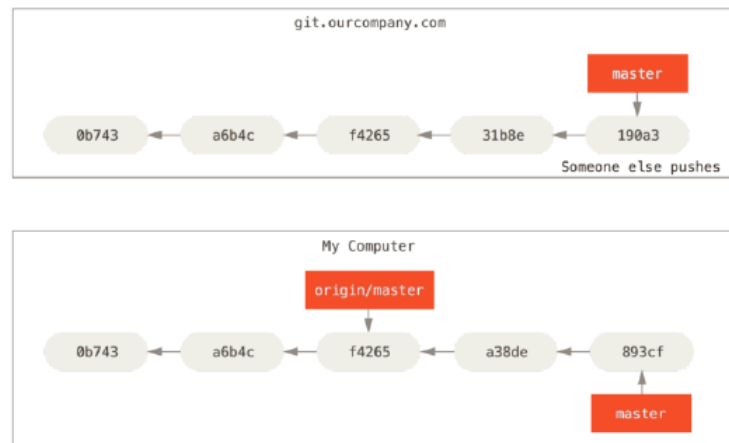 git.ourcompany.com
master
0b743 a6b4c f4265 31b8e 190a3
Someone else pushes
My Computer
origin/master
0b743 a6b4c f4265 a38de 893cf
master